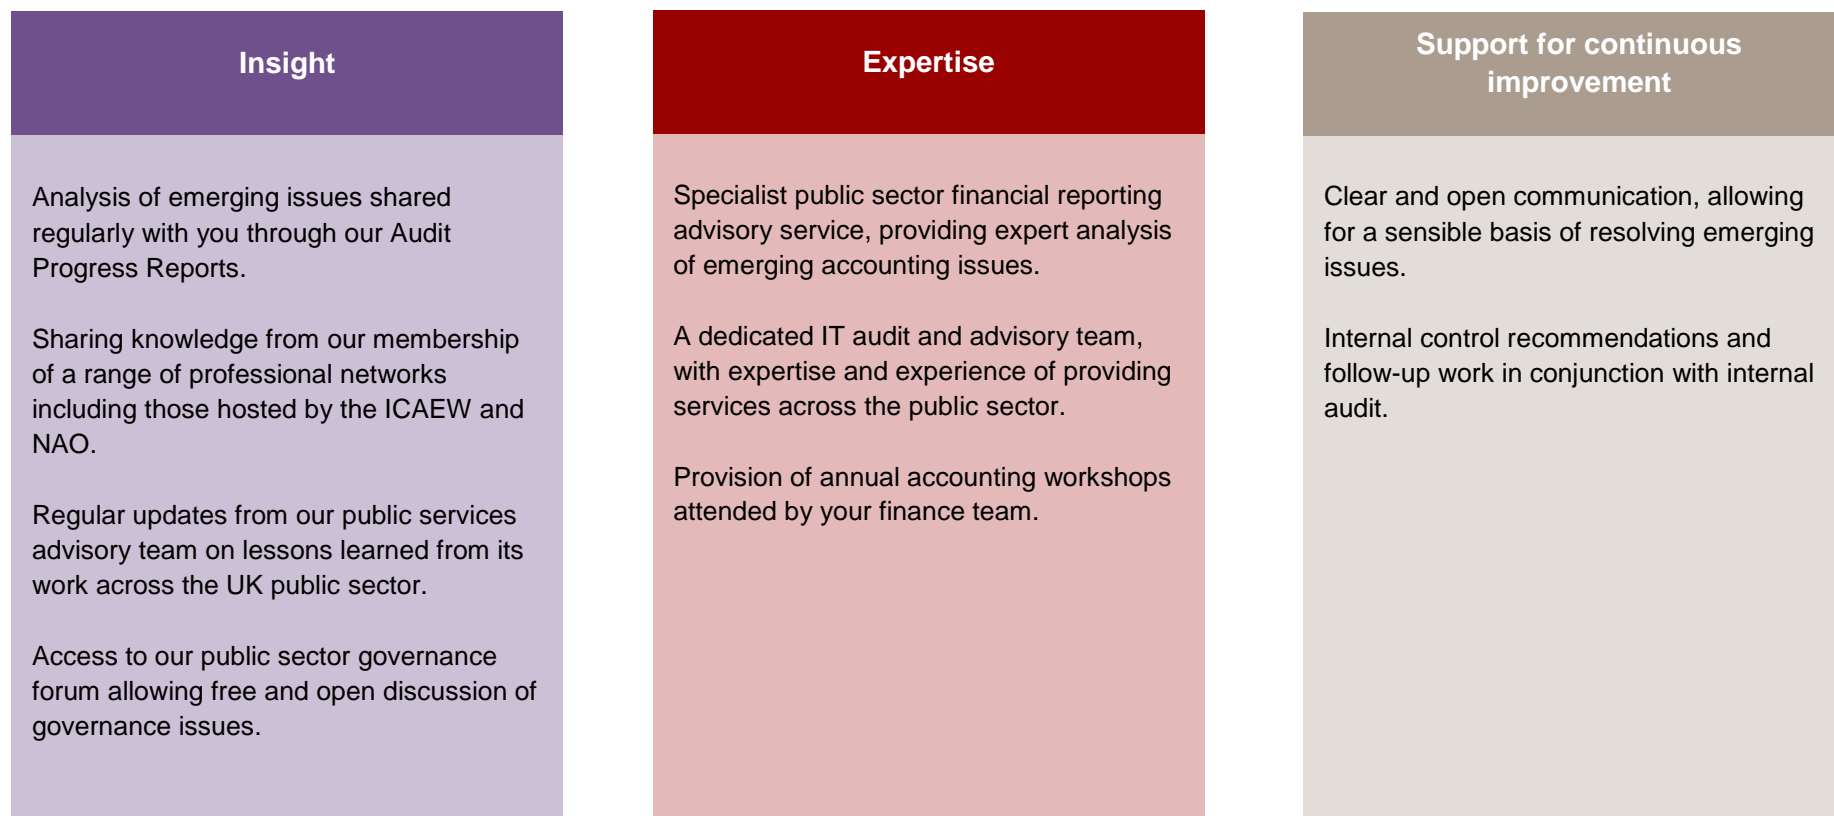 Insight
Analysis of emerging issues shared
regularly with you through our Audit
Progress Reports.
Sharing knowledge from our membership
of a range of professional networks
including those hosted by the ICAEW and
NAO.
Regular updates from our public services
advisory team on lessons learned from its
work across the UK public sector.
Access to our public sector governance
forum allowing free and open discussion of
governance issues.
Expertise
Specialist public sector financial reporting
advisory service, providing expert analysis
of emerging accounting issues.
A dedicated IT audit and advisory team,
with expertise and experience of providing
services across the public sector.
Provision of annual accounting workshops
attended by your finance team.
Support for continuous
improvement
Clear and open communication, allowing
for a sensible basis of resolving emerging
issues.
Internal control recommendations and
follow-up work in conjunction with internal
audit.